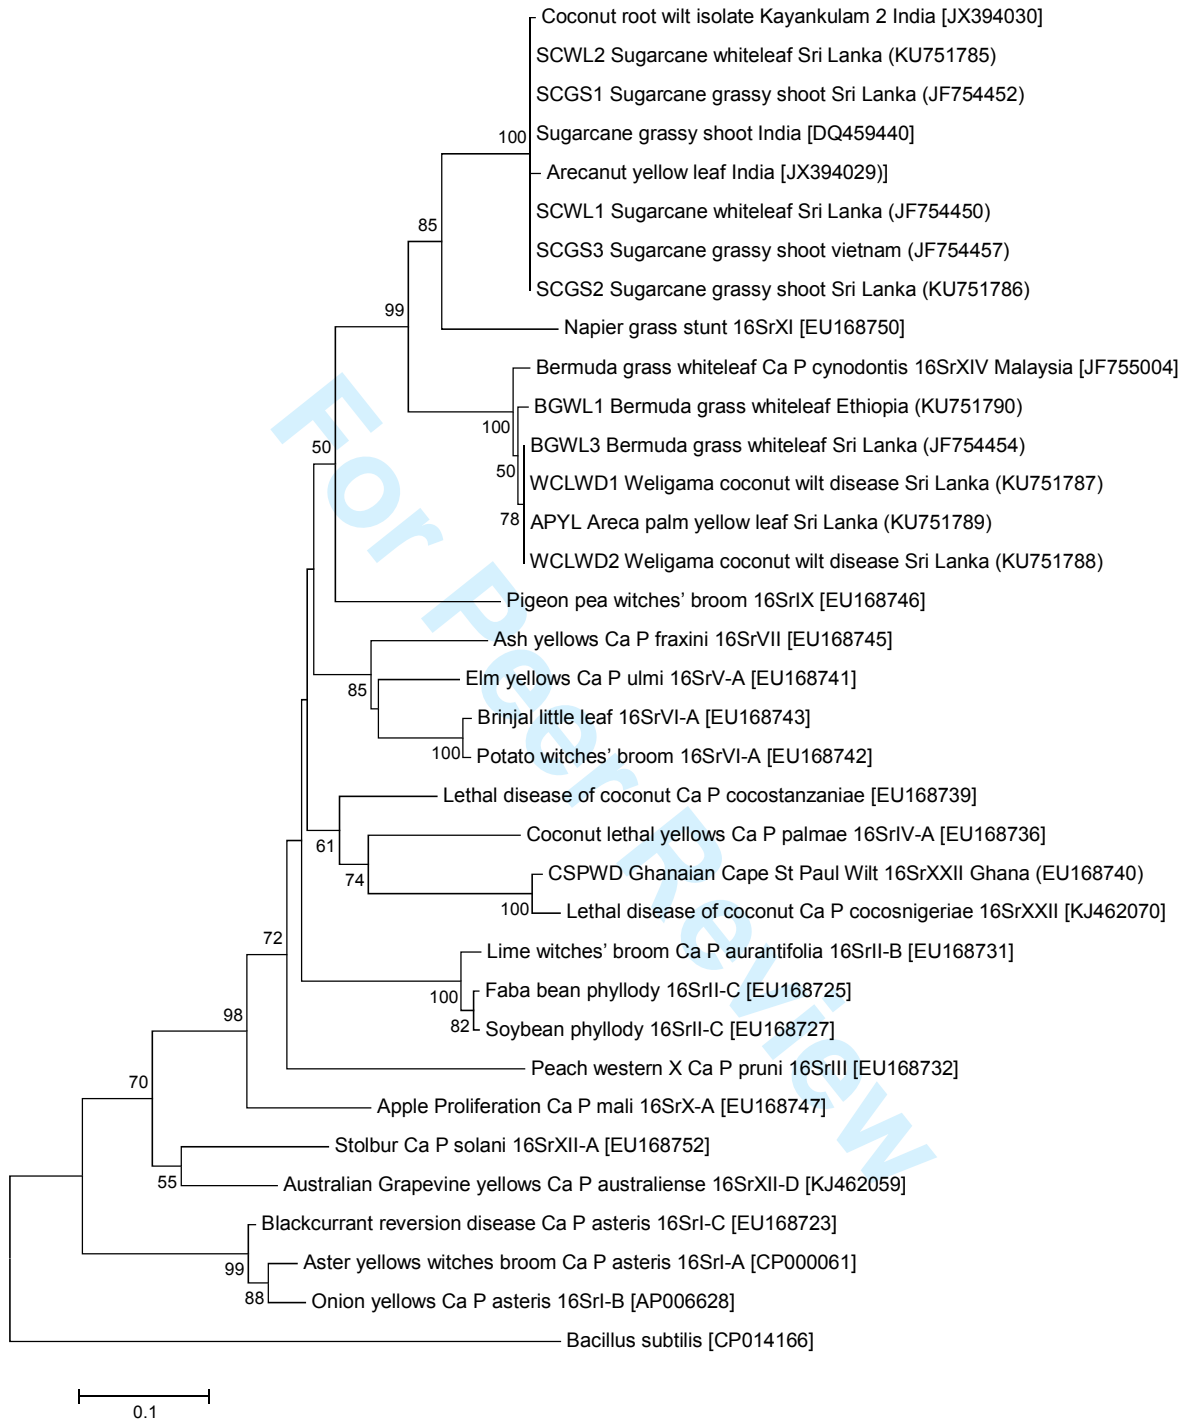 Coconut root wilt isolate Kayankulam 2 India [JX394030]
SCWL2 Sugarcane whiteleaf Sri Lanka (KU751785)
SCGS1 Sugarcane grassy shoot Sri Lanka (JF754452)
100
Sugarcane grassy shoot India [DQ459440]
Arecanut yellow leaf India [JX394029)]
SCWL1 Sugarcane whiteleaf Sri Lanka (JF754450)
85
SCGS3 Sugarcane grassy shoot vietnam (JF754457)
SCGS2 Sugarcane grassy shoot Sri Lanka (KU751786)
99
Napier grass stunt 16SrXI [EU168750]
Bermuda grass whiteleaf Ca P cynodontis 16SrXIV Malaysia [JF755004]
BGWL1 Bermuda grass whiteleaf Ethiopia (KU751790)
100
50
BGWL3 Bermuda grass whiteleaf Sri Lanka (JF754454)
50
WCLWD1 Weligama coconut wilt disease Sri Lanka (KU751787)
78
APYL Areca palm yellow leaf Sri Lanka (KU751789)
WCLWD2 Weligama coconut wilt disease Sri Lanka (KU751788)
Pigeon pea witches’ broom 16SrIX [EU168746]
Ash yellows Ca P fraxini 16SrVII [EU168745]
85
Elm yellows Ca P ulmi 16SrV-A [EU168741]
Brinjal little leaf 16SrVI-A [EU168743]
100
Potato witches’ broom 16SrVI-A [EU168742]
Lethal disease of coconut Ca P cocostanzaniae [EU168739]
61
Coconut lethal yellows Ca P palmae 16SrIV-A [EU168736]
74
CSPWD Ghanaian Cape St Paul Wilt 16SrXXII Ghana (EU168740)
100
Lethal disease of coconut Ca P cocosnigeriae 16SrXXII [KJ462070]
72
Lime witches’ broom Ca P aurantifolia 16SrII-B [EU168731]
100
Faba bean phyllody 16SrII-C [EU168725]
98
82
Soybean phyllody 16SrII-C [EU168727]
Peach western X Ca P pruni 16SrIII [EU168732]
70
Apple Proliferation Ca P mali 16SrX-A [EU168747]
Stolbur Ca P solani 16SrXII-A [EU168752]
55
Australian Grapevine yellows Ca P australiense 16SrXII-D [KJ462059]
Blackcurrant reversion disease Ca P asteris 16SrI-C [EU168723]
99
Aster yellows witches broom Ca P asteris 16SrI-A [CP000061]
88
Onion yellows Ca P asteris 16SrI-B [AP006628]
Bacillus subtilis [CP014166]
0.1
For Peer Review